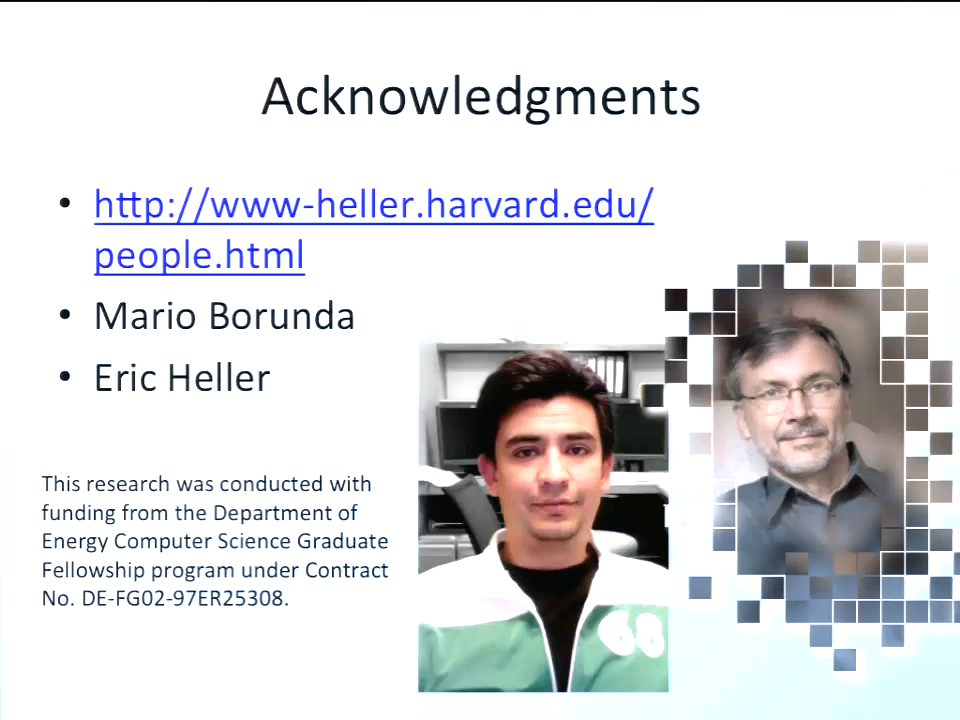 Acknowledgments
• http://www-heller.harvard.edu/
people.html
• Mario Borunda
• Eric Heller
This research was conducted with
funding from the Department of
Energy Computer Science Graduate
Fellowship program under Contract
No. DE-FG02-97ER25308.
68